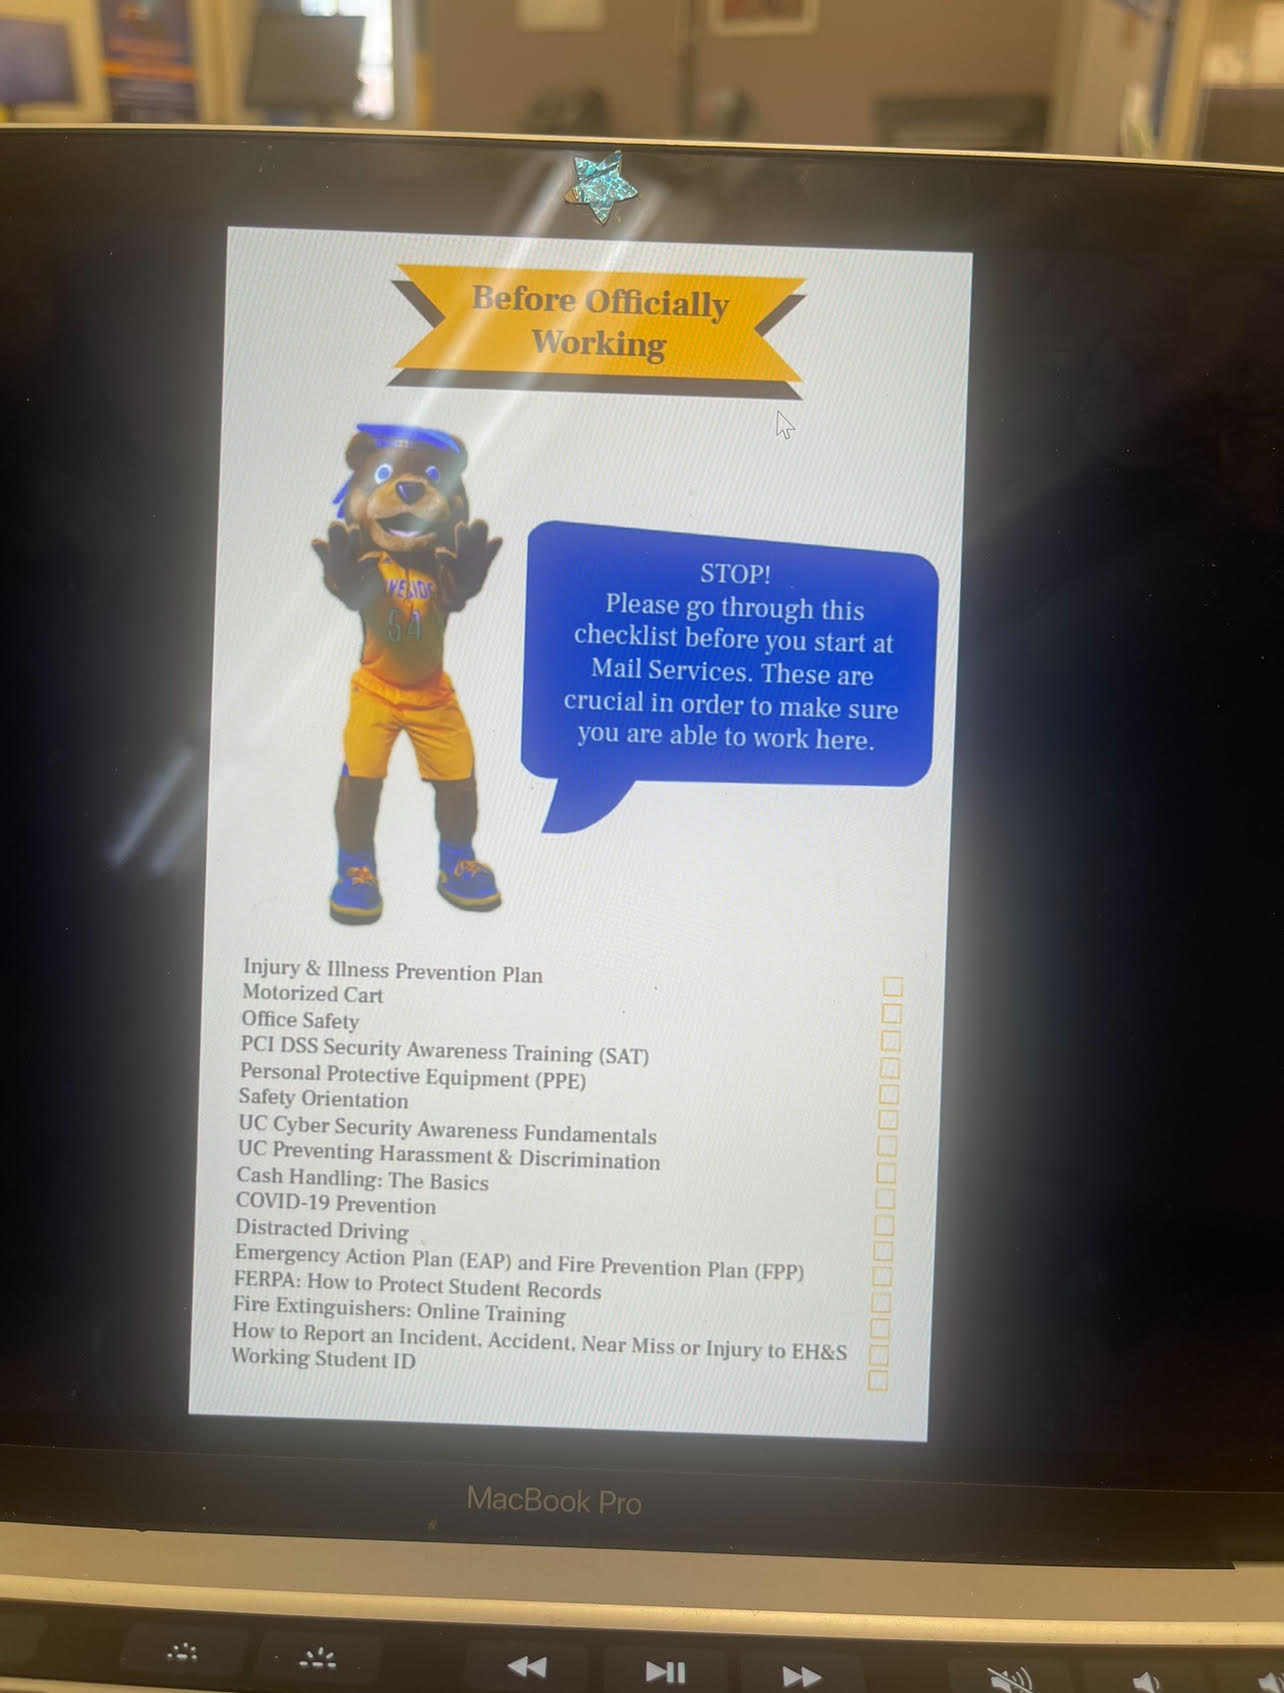 Before Officially
Working
STOP!
Please go through this
checklist before you start at
Mail Services. These are
crucial in order to make sure
you are able to work here.
54
Injury & Illness Prevention Plan
Motorized Cart
Office Safety
PCI DSS Security Awareness Training (SAT)
Personal Protective Equipment (PPE)
Safety Orientation
UC Cyber Security Awareness Fundamentals
UC Preventing Harassment & Discrimination
Cash Handling: The Basics
COVID-19 Prevention
Distracted Driving
Emergency Action Plan (EAP) and Fire Prevention Plan (FPP)
FERPA: How to Protect Student Records
Fire Extinguishers: Online Training
How to Report an Incident, Accident, Near Miss or Injury to EH&S
Working Student ID
MacBook Pro